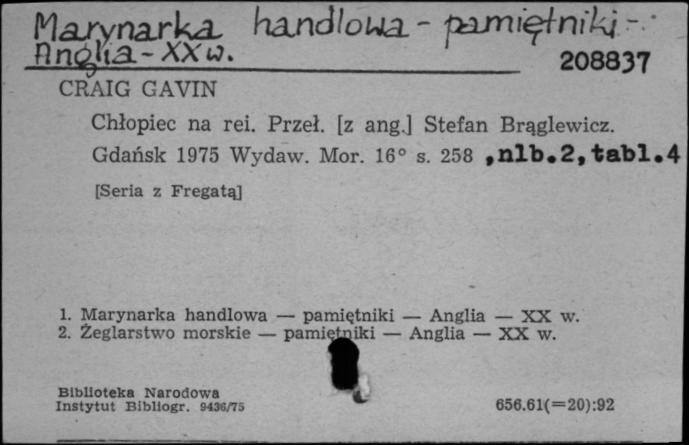 Marynarka handlowa - pamiętniki -
Anglia - XX w.
208837
CRAIG GAVIN
Chłopiec na rei. Przeł. [z ang.] Stefan Brąglewicz.
Gdańsk 1975 Wydaw. Mor. 16° s. 258 ,nlb.2,tabl.4
[Seria z Fregatą]
1. Marynarka handlowa — pamiętniki — Anglia — XX w.
2. Żeglarstwo morskie — pamiętniki — Anglia — XX w.
Biblioteka Narodowa
Instytut Bibliogr. 9436/75
656.61(=20):92